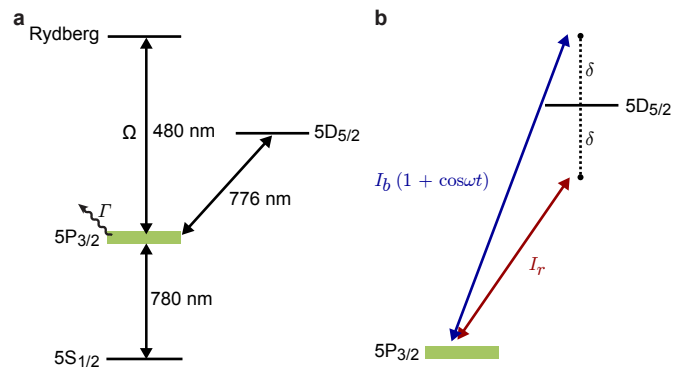 a
Rydberg
Ω 480 nm
5D5/2
776 nm
Γ
5P3/2
780 nm
5S1/2
b
δ
5D5/2
δ
Ib (1 + cosωt)
Ir
5P3/2